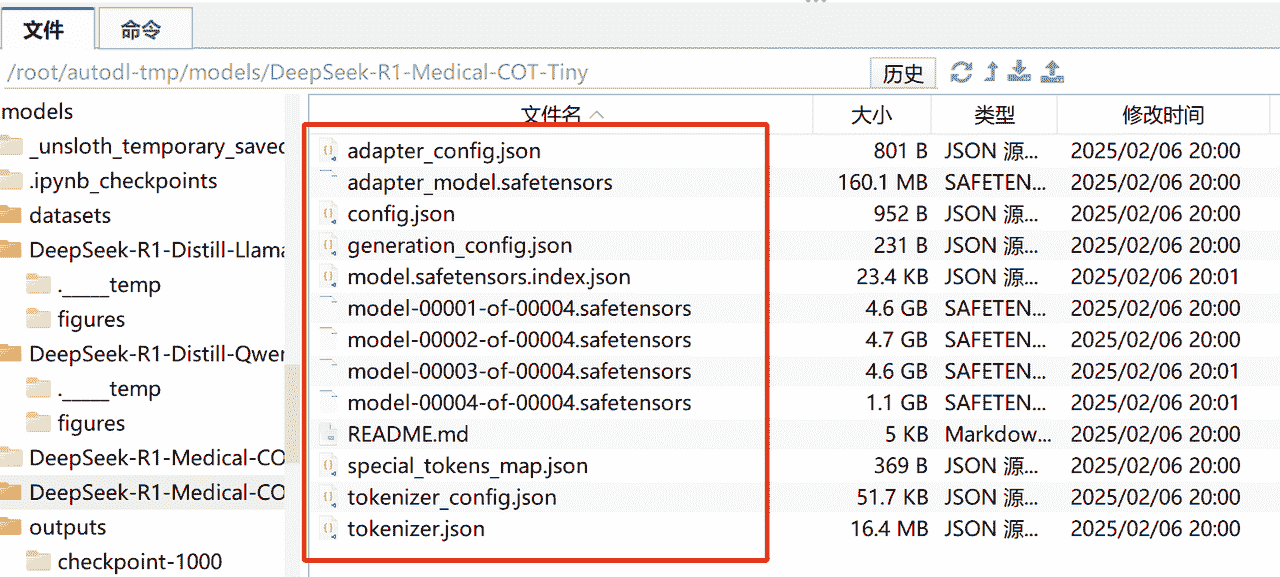 文件 命令
/root/autodl-tmp/models/DeepSeek-R1-Medical-COT-Tiny 历史
models
_unsloth_temporary_saved
.ipynb_checkpoints
datasets
DeepSeek-R1-Distill-Llama
._____temp
figures
DeepSeek-R1-Distill-Qwen
._____temp
figures
DeepSeek-R1-Medical-CO
DeepSeek-R1-Medical-CO
outputs
checkpoint-1000
文件名 大小 类型 修改时间
adapter_config.json 801 B JSON 源... 2025/02/06 20:00
adapter_model.safetensors 160.1 MB SAFETEN... 2025/02/06 20:00
config.json 952 B JSON 源... 2025/02/06 20:00
generation_config.json 231 B JSON 源... 2025/02/06 20:00
model.safetensors.index.json 23.4 KB JSON 源... 2025/02/06 20:01
model-00001-of-00004.safetensors 4.6 GB SAFETEN... 2025/02/06 20:00
model-00002-of-00004.safetensors 4.7 GB SAFETEN... 2025/02/06 20:00
model-00003-of-00004.safetensors 4.6 GB SAFETEN... 2025/02/06 20:01
model-00004-of-00004.safetensors 1.1 GB SAFETEN... 2025/02/06 20:01
README.md 5 KB Markdow... 2025/02/06 20:00
special_tokens_map.json 369 B JSON 源... 2025/02/06 20:00
tokenizer_config.json 51.7 KB JSON 源... 2025/02/06 20:00
tokenizer.json 16.4 MB JSON 源... 2025/02/06 20:00